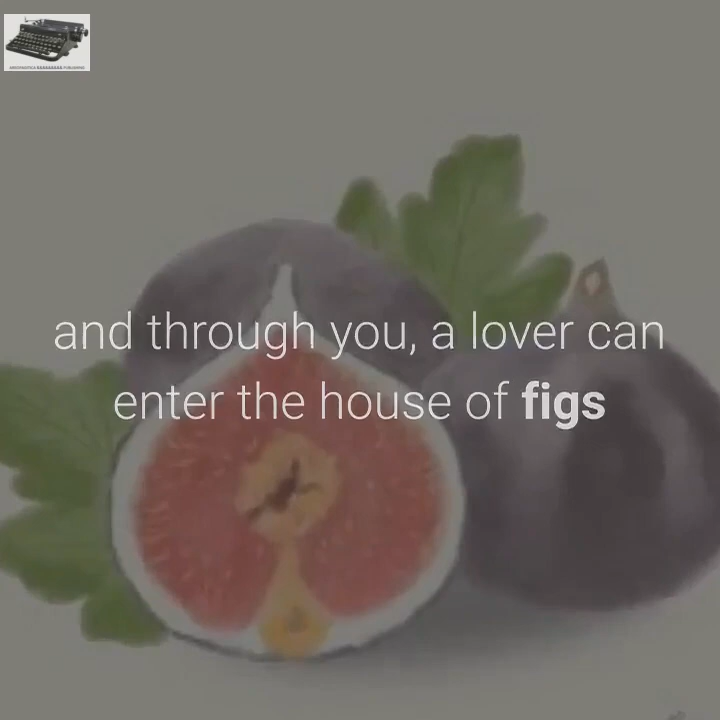 and through you, a lover can
enter the house of figs